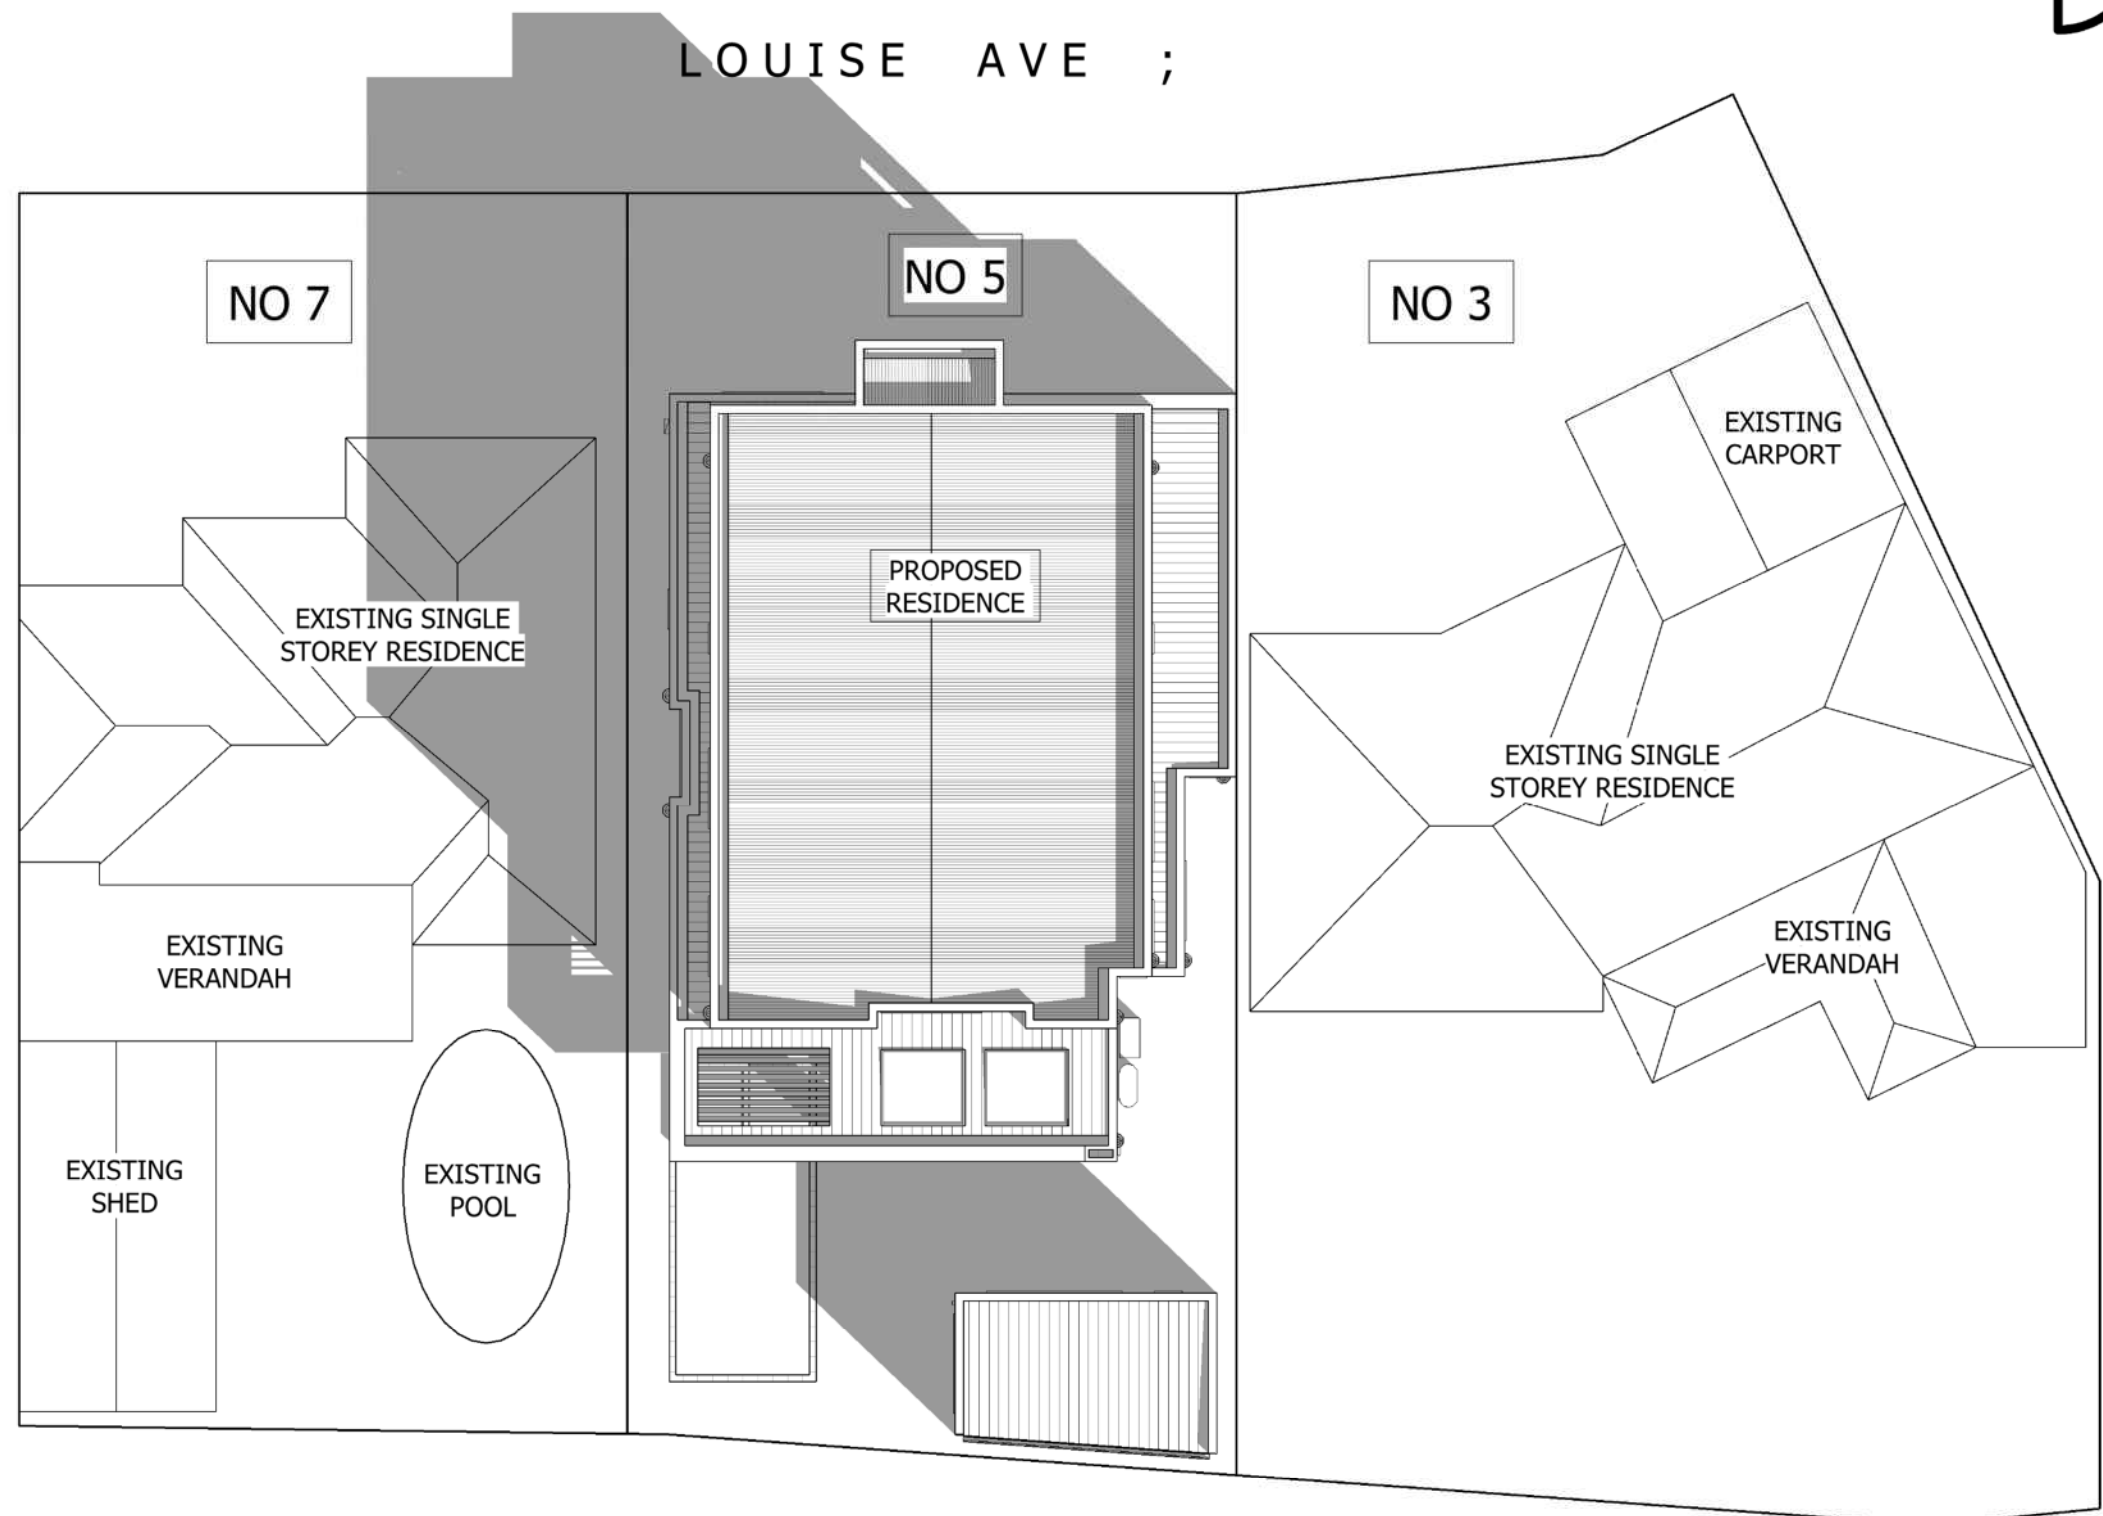 LOUISE AVE ;
NO 5
NO 7
NO 3
EXISTING
CARPORT
PROPOSED
RESIDENCE
EXISTING SINGLE
STOREY RESIDENCE
EXISTING SINGLE
STOREY RESIDENCE
EXISTING
VERANDAH
EXISTING
VERANDAH
EXISTING
SHED
EXISTING
POOL